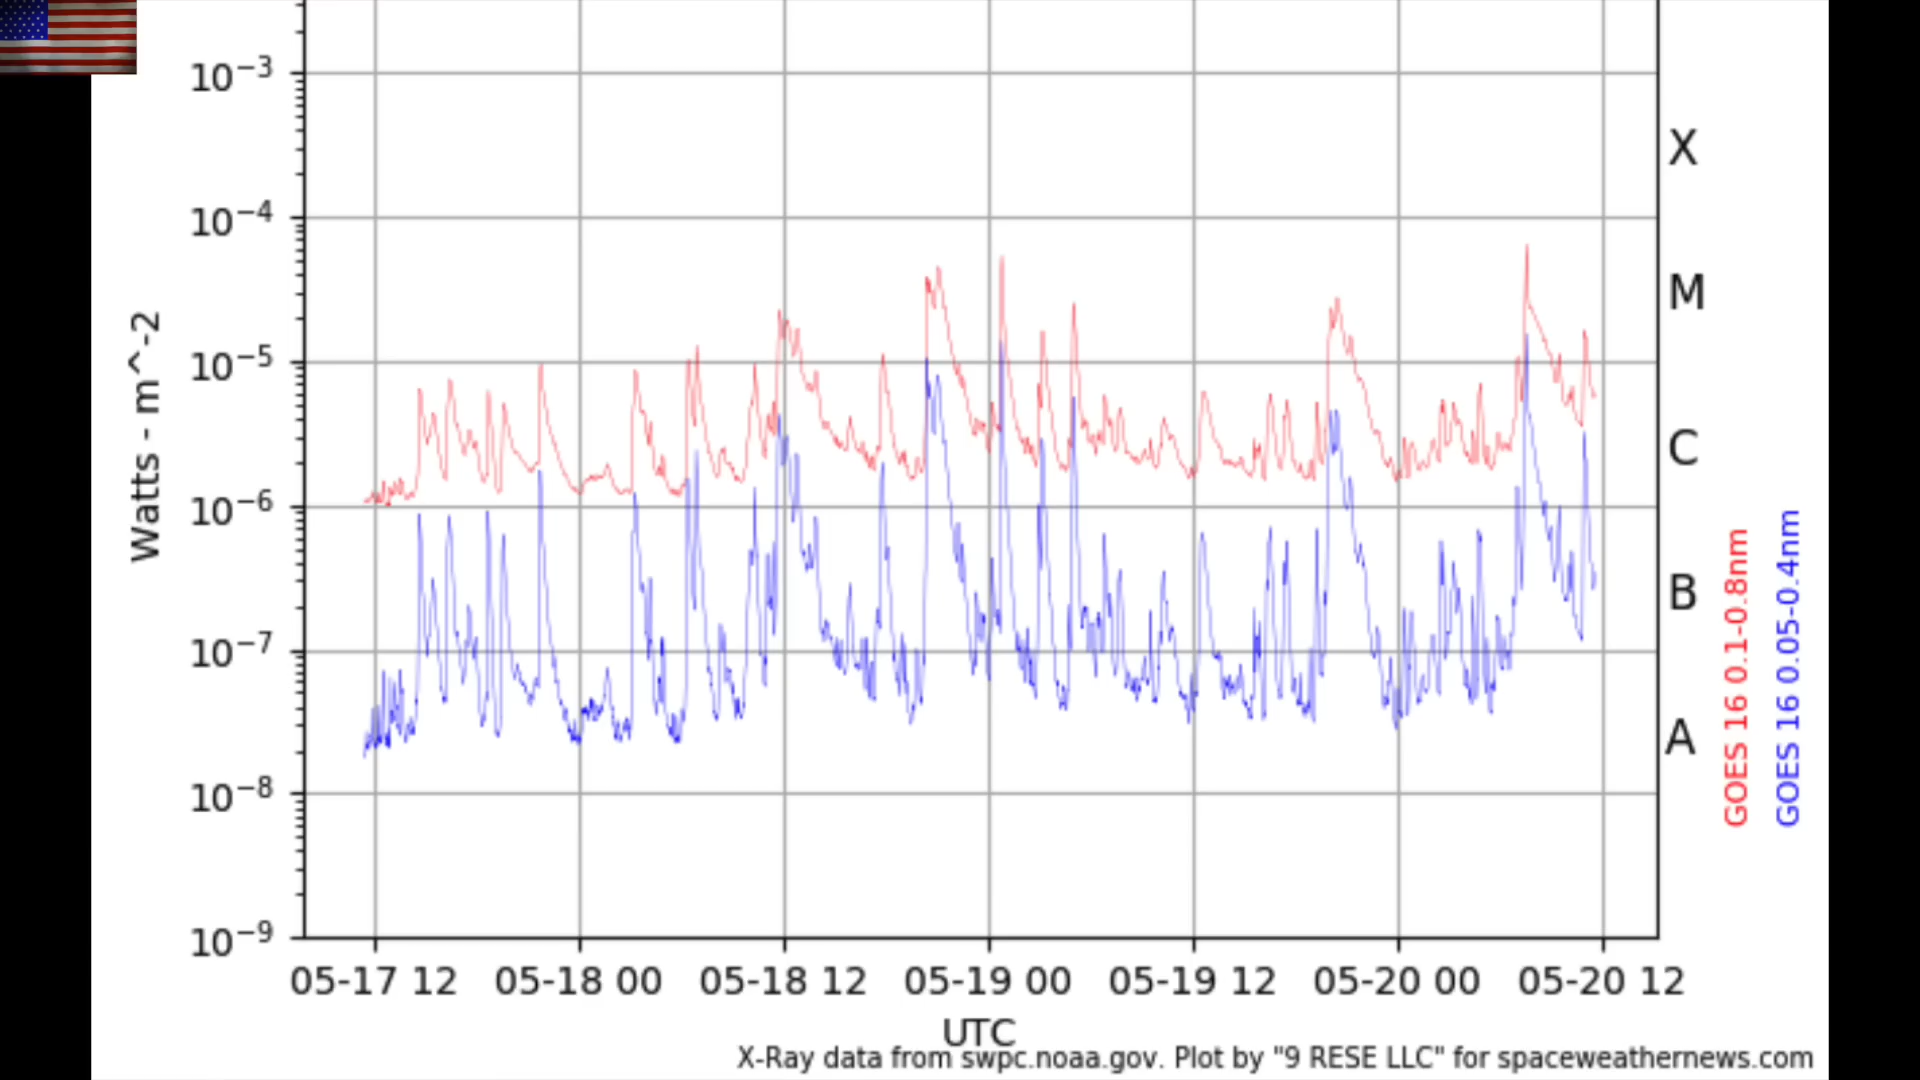 10−3
10−4
10−5
10−6
10−7
10−8
10−9
Watts - m^-2
X
M
C
B
A
GOES 16 0.1-0.8nm
GOES 16 0.05-0.4nm
05-17 12 05-18 00 05-18 12 05-19 00 05-19 12 05-20 00 05-20 12
UTC
X-Ray data from swpc.noaa.gov. Plot by "9 RESE LLC" for spaceweathernews.com